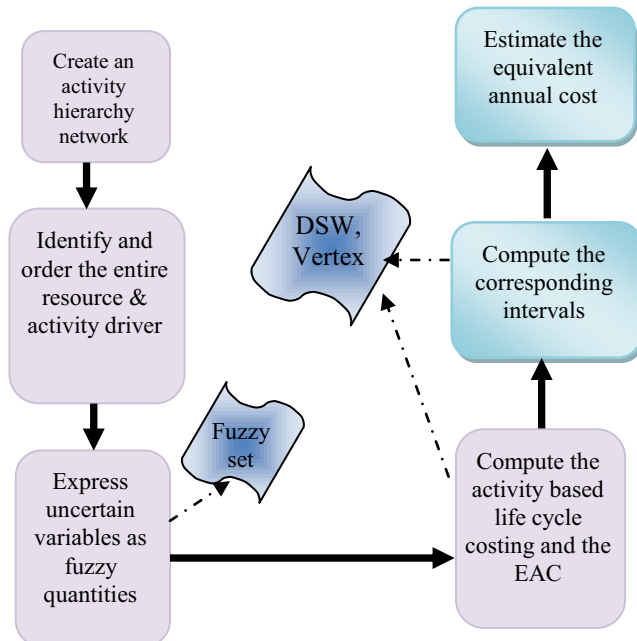 Create an
activity
hierarchy
network
Identify and
order the entire
resource &
activity driver
Express
uncertain
variables as
fuzzy
quantities
Fuzzy
set
DSW,
Vertex
Compute the
activity based
life cycle
costing and the
EAC
Compute the
corresponding
intervals
Estimate the
equivalent
annual cost